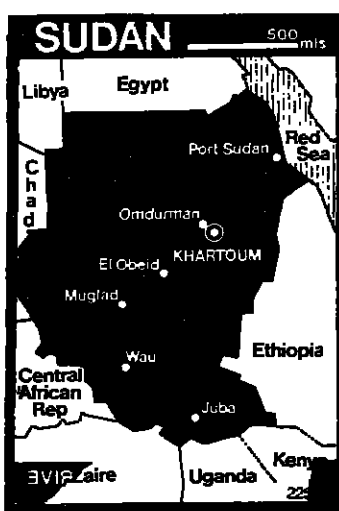 SUDAN
500 mls
Libya
Egypt
Red
Sea
Port Sudan
Chad
Omdurman
KHARTOUM
El Obeid
Muglad
Wau
Ethiopia
Central
African
Rep
Juba
Zaire
Uganda
Kenya